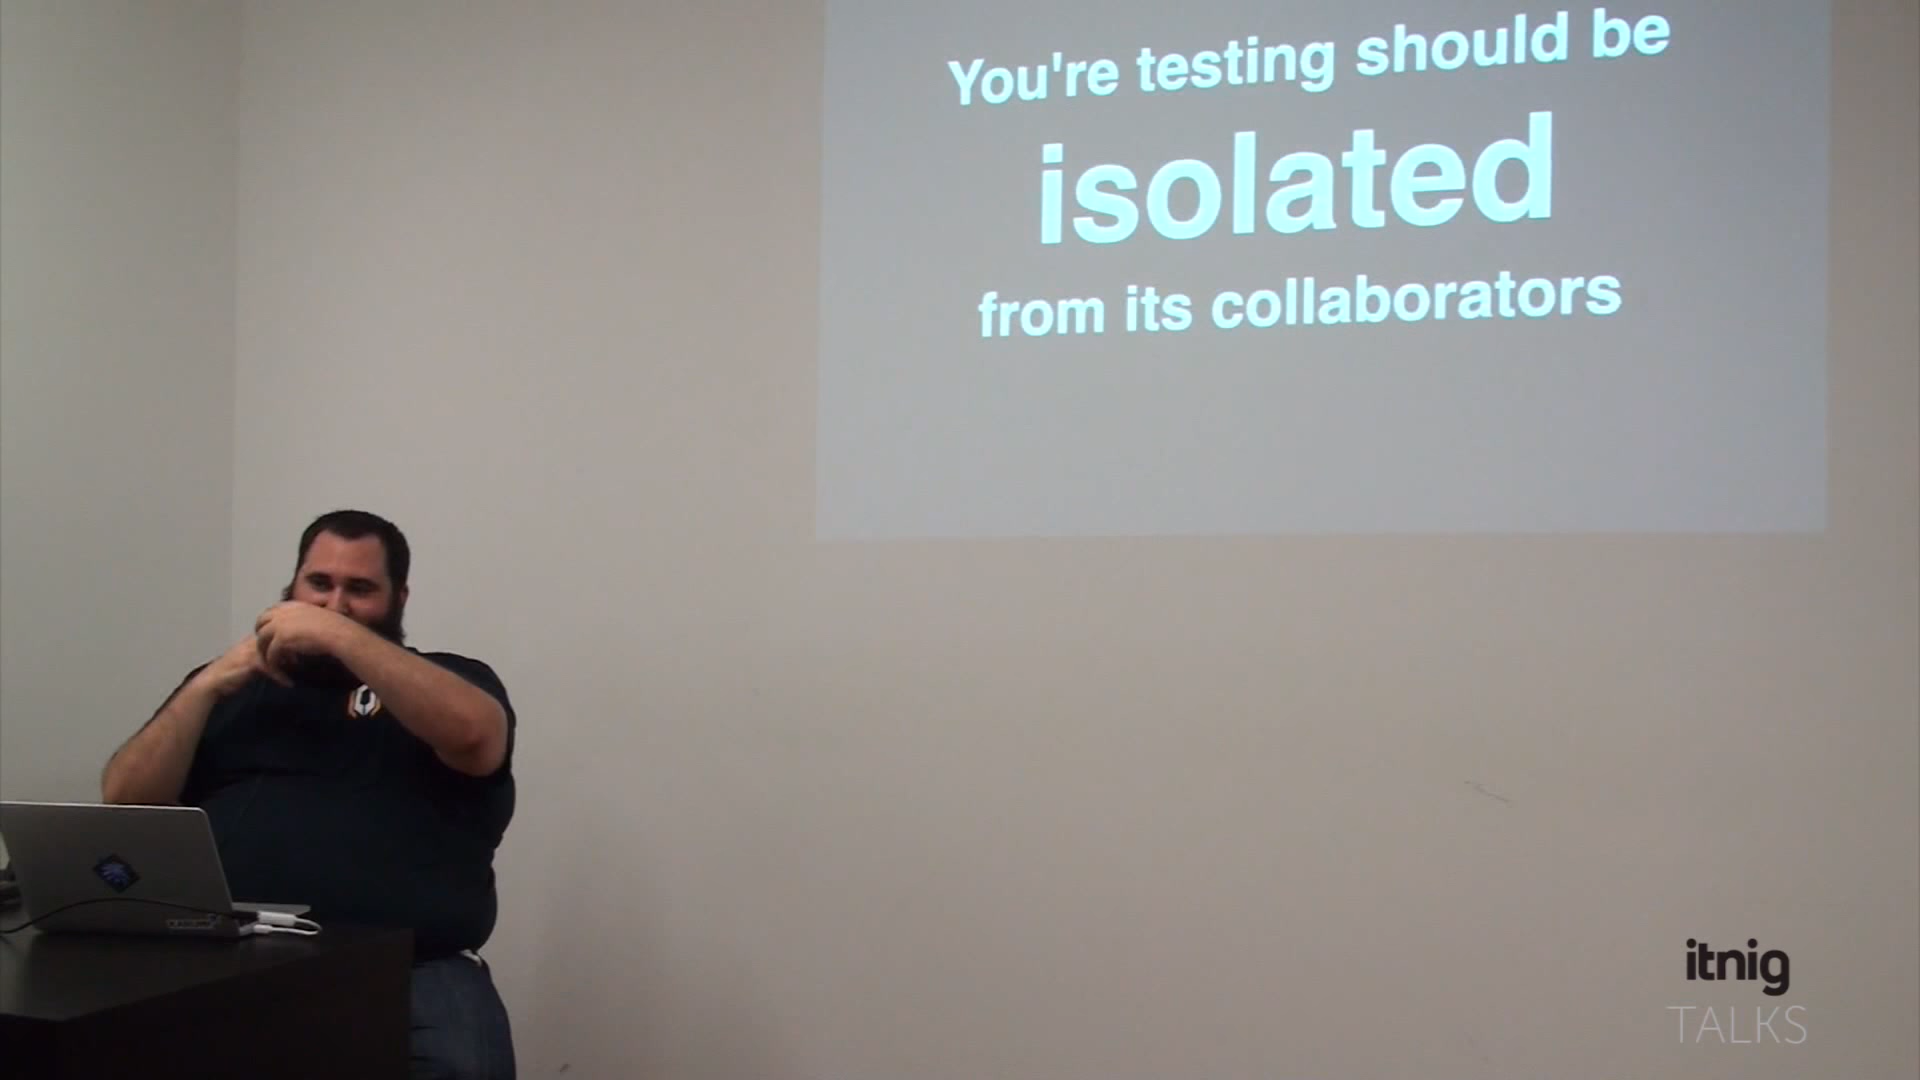 You're testing should be
isolated
from its collaborators
itnig
TALKS